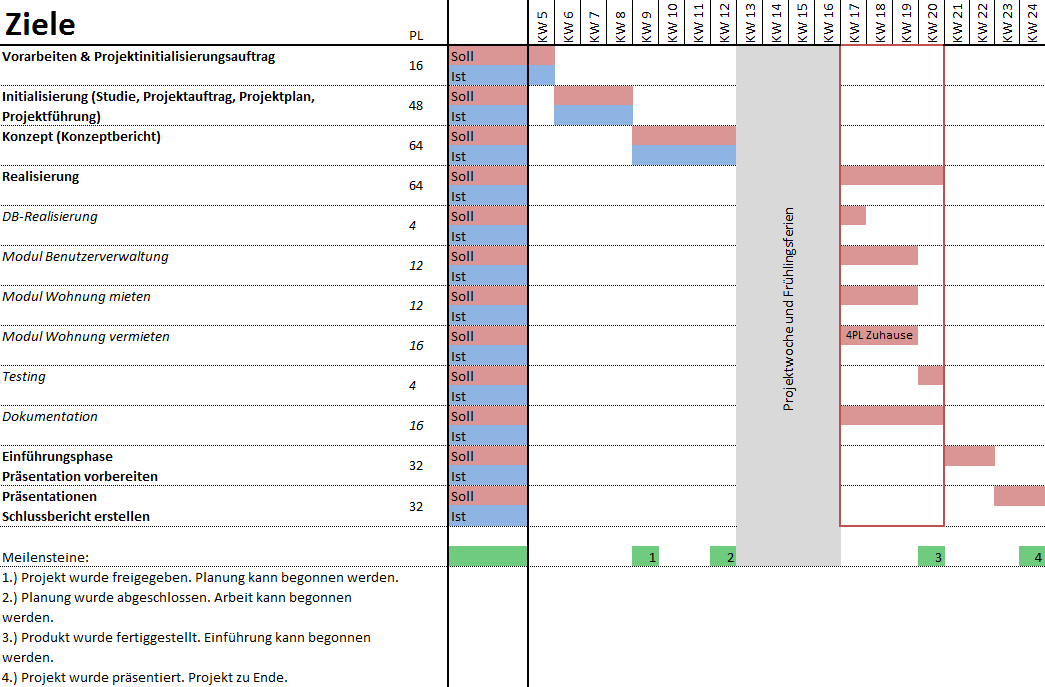 Ziele
PL
KW 5
KW 6
KW 7
KW 8
KW 9
KW 10
KW 11
KW 12
KW 13
KW 14
KW 15
KW 16
KW 17
KW 18
KW 19
KW 20
KW 21
KW 22
KW 23
KW 24
Vorarbeiten & Projektinitialisierungsauftrag
16
Soll
Ist
Initialisierung (Studie, Projektauftrag, Projektplan,
Projektführung)
48
Soll
Ist
Konzept (Konzeptbericht)
64
Soll
Ist
Realisierung
64
Soll
Ist
DB-Realisierung
4
Soll
Ist
Modul Benutzerverwaltung
12
Soll
Ist
Modul Wohnung mieten
12
Soll
Ist
Modul Wohnung vermieten
16
Soll
Ist
4PL Zuhause
Testing
4
Soll
Ist
Dokumentation
16
Soll
Ist
Einführungsphase
Präsentation vorbereiten
32
Soll
Ist
Präsentationen
Schlussbericht erstellen
32
Soll
Ist
Projektwoche und Frühlingsferien
Meilensteine:
1
2
3
4
1.) Projekt wurde freigegeben. Planung kann begonnen werden.
2.) Planung wurde abgeschlossen. Arbeit kann begonnen
werden.
3.) Produkt wurde fertiggestellt. Einführung kann begonnen
werden.
4.) Projekt wurde präsentiert. Projekt zu Ende.